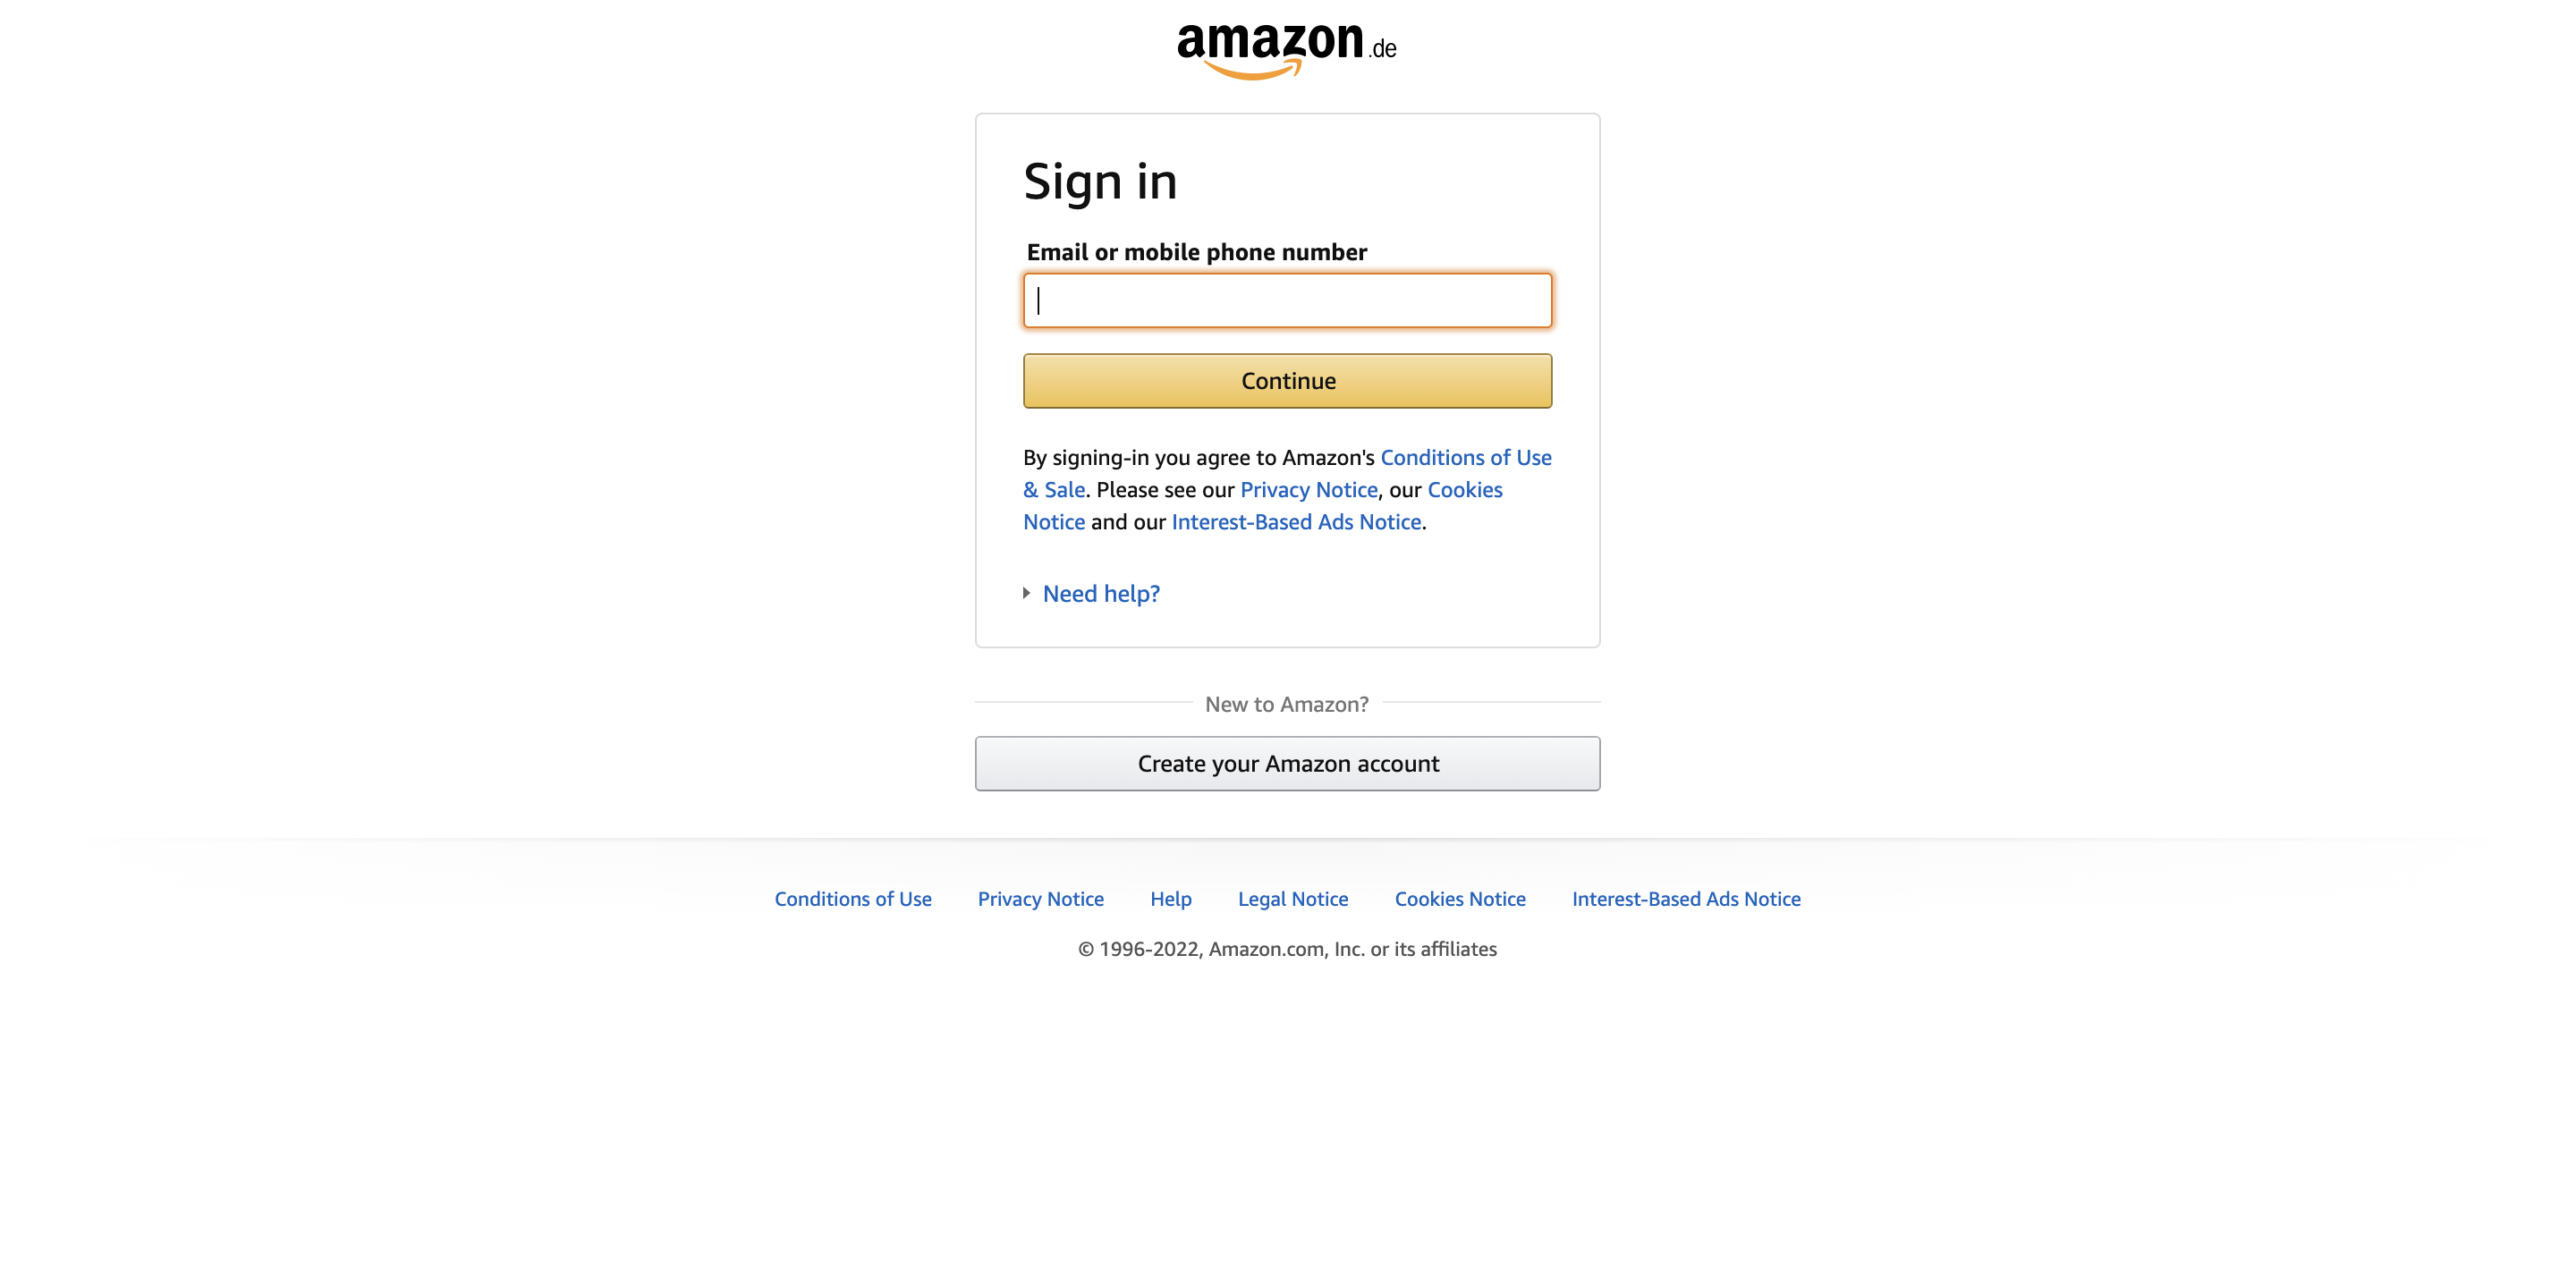 amazon.de
Sign in
Email or mobile phone number
Continue
By signing-in you agree to Amazon's Conditions of Use
& Sale. Please see our Privacy Notice, our Cookies
Notice and our Interest-Based Ads Notice.
Need help?
New to Amazon?
Create your Amazon account
Conditions of Use Privacy Notice Help Legal Notice Cookies Notice Interest-Based Ads Notice
© 1996-2022, Amazon.com, Inc. or its affiliates